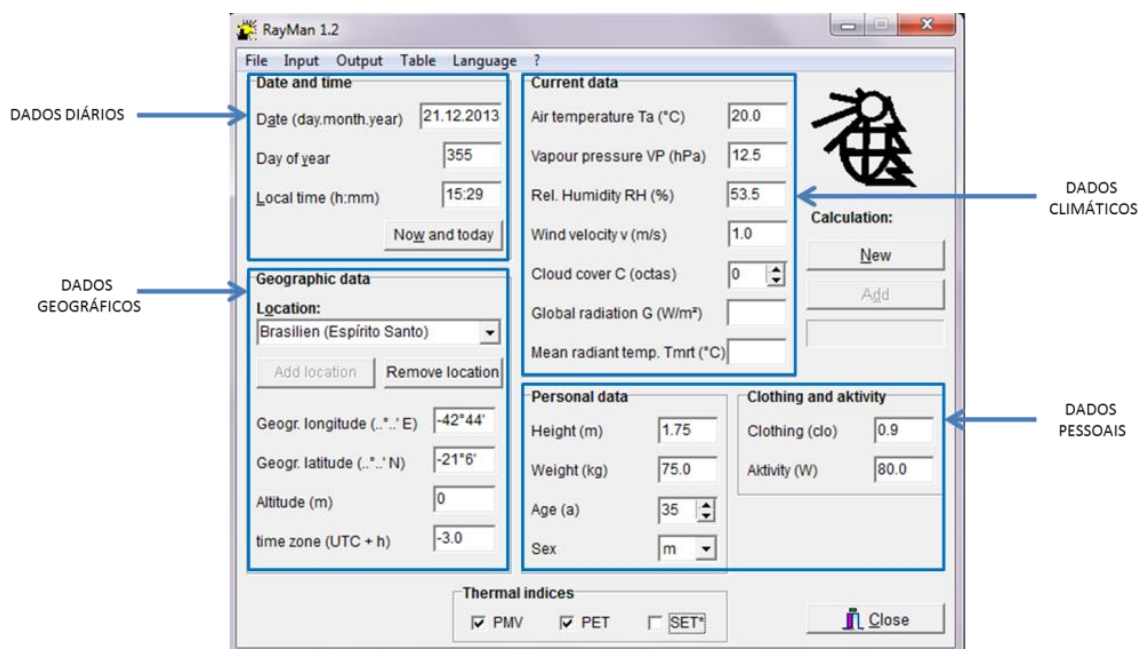 RayMan 1.2
File Input Output Table Language ?
DADOS DIÁRIOS
Date and time
Date (day.month.year) 21.12.2013
Day of year 355
Local time (h:mm) 15:29
Now and today
DADOS
GEOGRÁFICOS
Geographic data
Location:
Brasilien (Espírito Santo)
Add location Remove location
Geogr. longitude (..°..' E) -42°44'
Geogr. latitude (..°..' N) -21°6'
Altitude (m) 0
time zone (UTC + h) -3.0
Current data
Air temperature Ta (°C) 20.0
Vapour pressure VP (hPa) 12.5
Rel. Humidity RH (%) 53.5
Wind velocity v (m/s) 1.0
Cloud cover C (octas) 0
Global radiation G (W/m²)
Mean radiant temp. Tmrt (°C)
DADOS
CLIMÁTICOS
Calculation:
New
Add
Personal data
Height (m) 1.75
Weight (kg) 75.0
Age (a) 35
Sex m
Clothing and aktivity
Clothing (clo) 0.9
Aktivity (W) 80.0
DADOS
PESSOAIS
Thermal indices
PMV PET SET*
Close